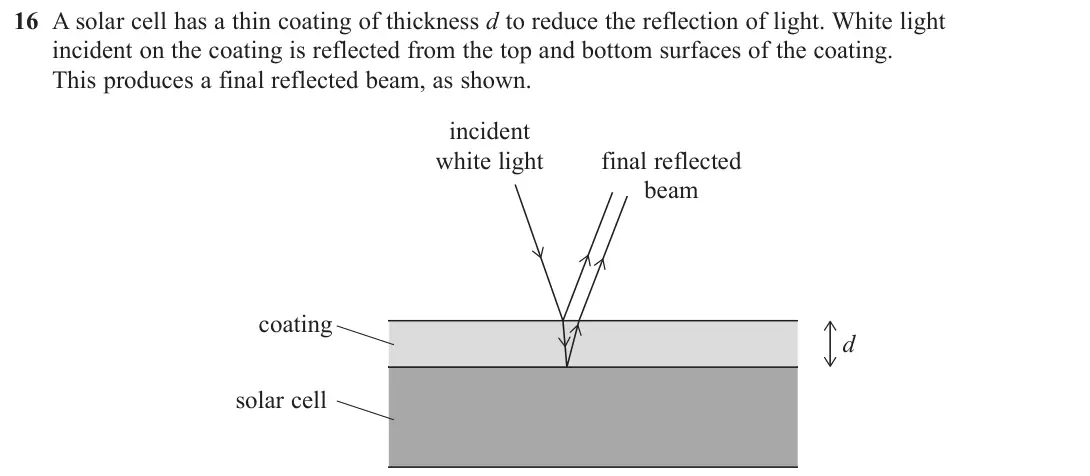 16 A solar cell has a thin coating of thickness d to reduce the reflection of light. White light
incident on the coating is reflected from the top and bottom surfaces of the coating.
This produces a final reflected beam, as shown.
incident
white light
final reflected
beam
coating
d
solar cell